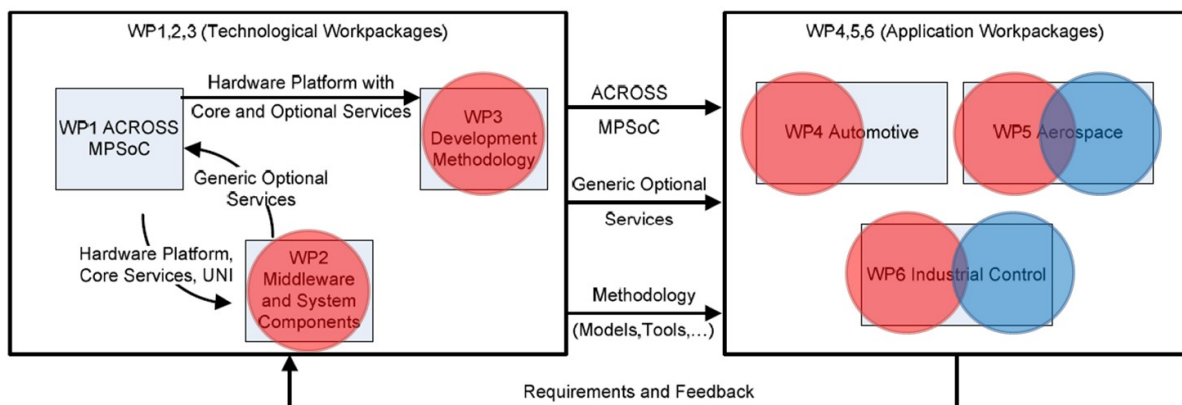 WP1,2,3 (Technological Workpackages)
Hardware Platform with
Core and Optional Services
WP1 ACROSS
MPSoC
WP3
Development
Methodology
Generic Optional
Services
Hardware Platform,
Core Services, UNI
WP2
Middleware
and System
Components
ACROSS
MPSoC
Generic Optional
Services
Methodology
(Models,Tools,...)
WP4,5,6 (Application Workpackages)
WP4 Automotive
WP5 Aerospace
WP6 Industrial Control
Requirements and Feedback